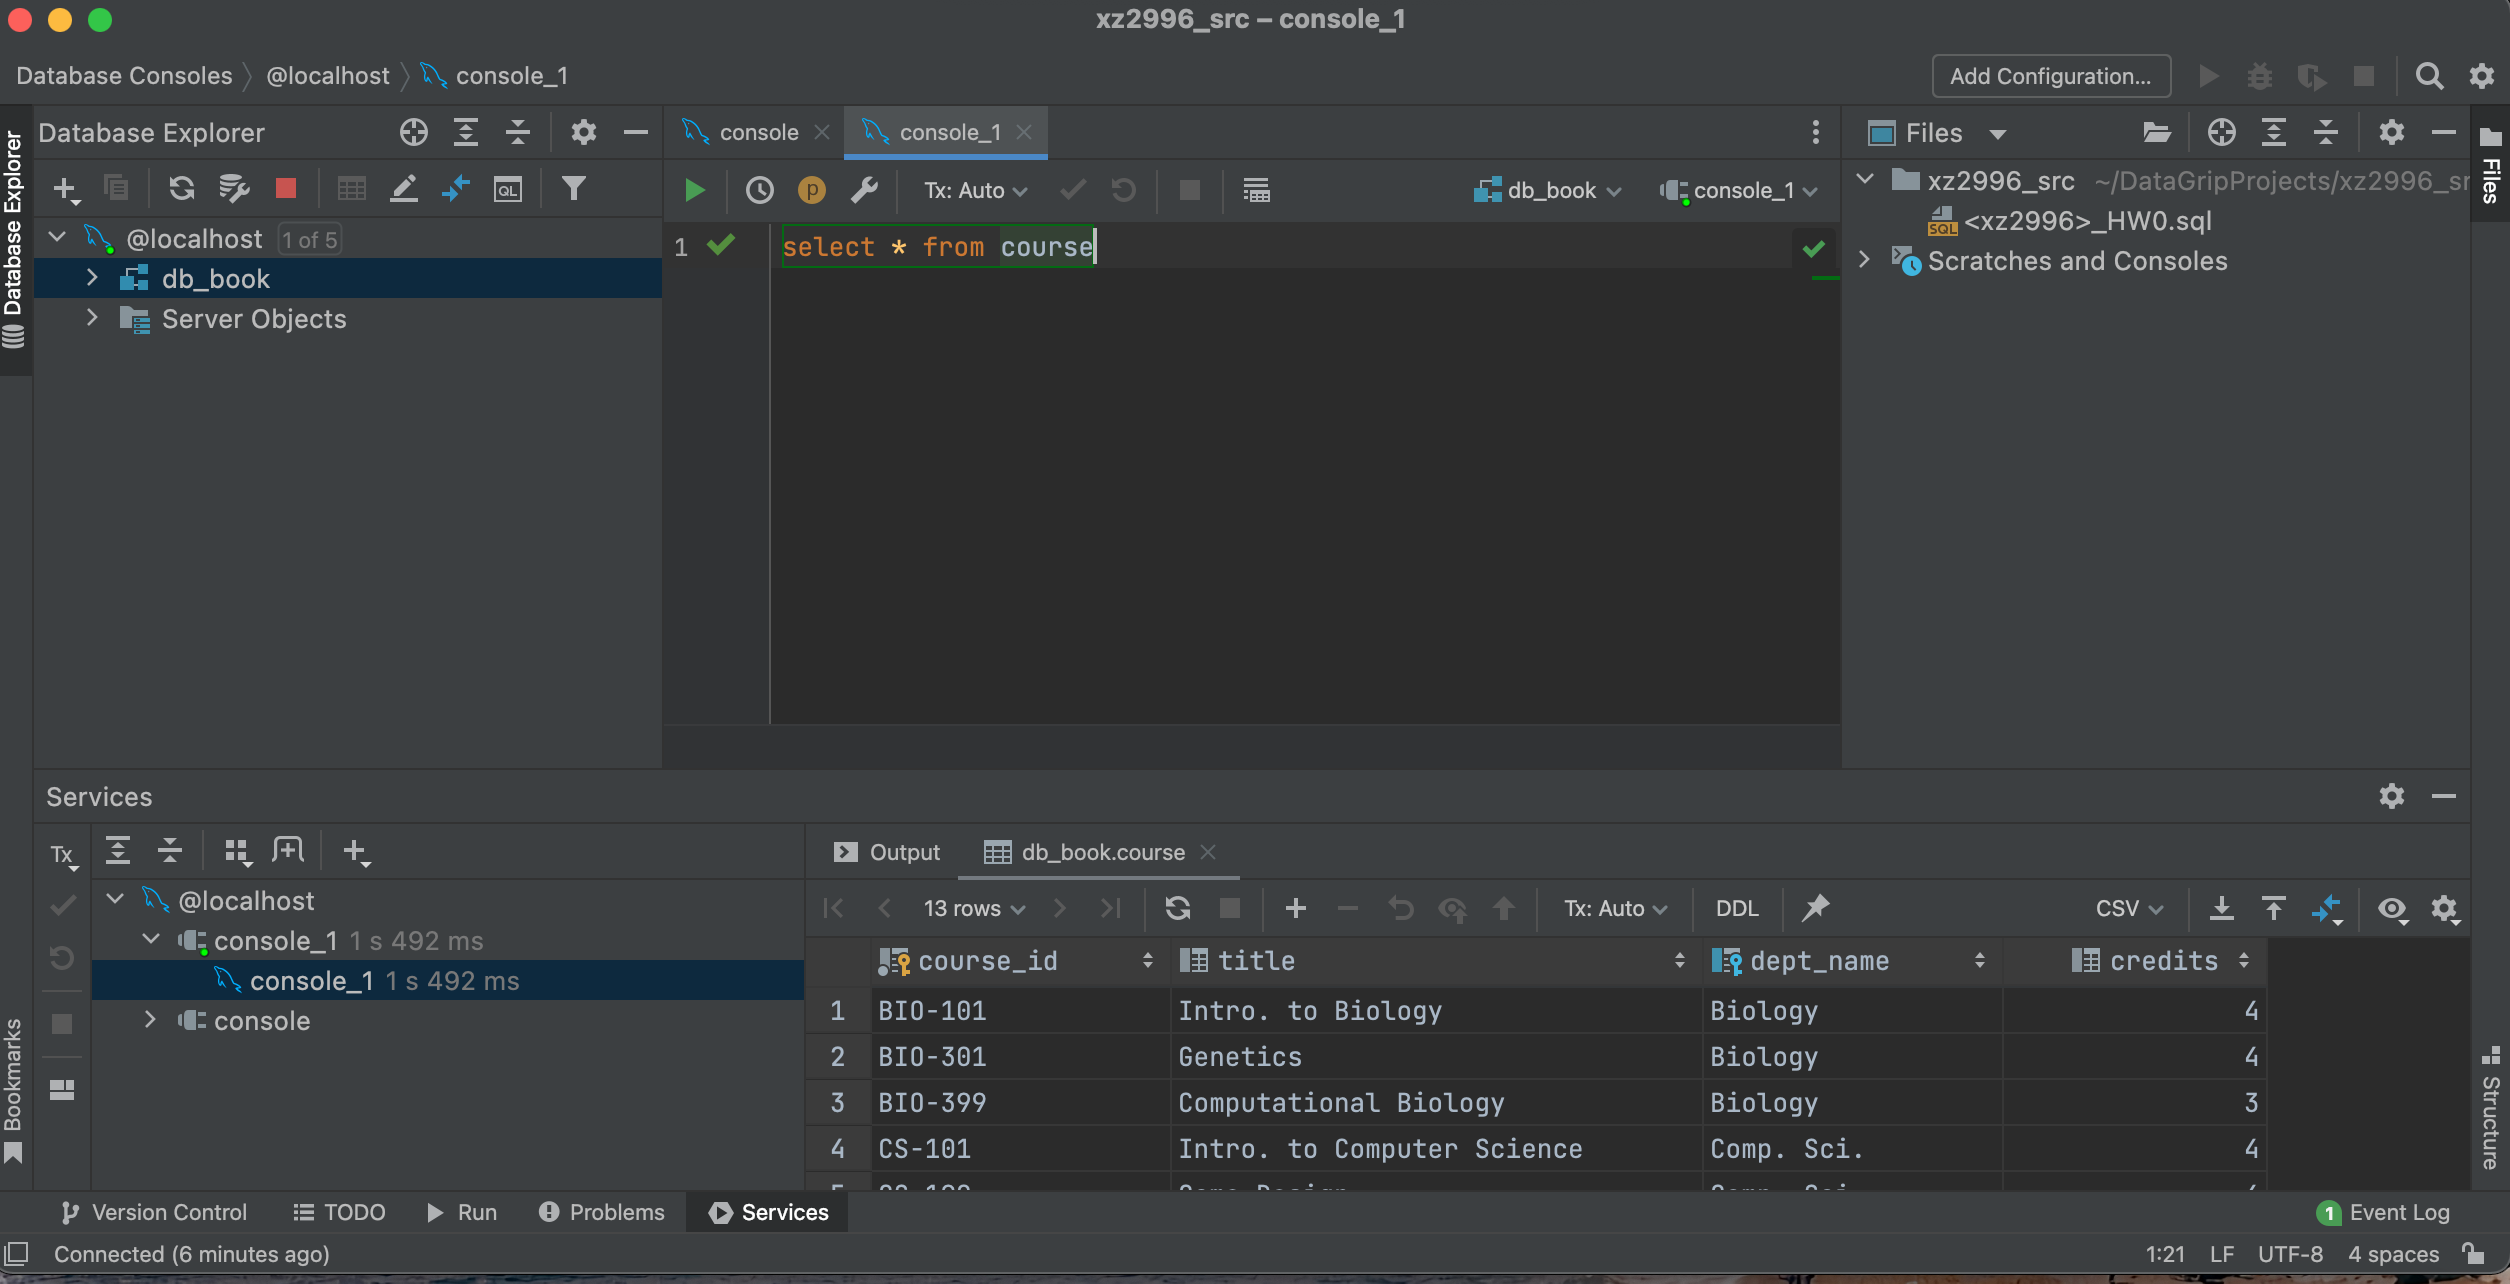 xz2996_src – console_1
Database Consoles @localhost console_1 Add Configuration...
Database Explorer
Database Explorer
@localhost 1 of 5
db_book
Server Objects
console console_1
Tx: Auto db_book console_1
1 select * from course
Files
xz2996_src ~/DataGripProjects/xz2996_sr
<xz2996>_HW0.sql
Scratches and Consoles
Files
Services
Tx
@localhost
console_1 1 s 492 ms
console_1 1 s 492 ms
console
Output db_book.course
13 rows Tx: Auto DDL CSV
course_id title dept_name credits
1 BIO-101 Intro. to Biology Biology 4
2 BIO-301 Genetics Biology 4
3 BIO-399 Computational Biology Biology 3
4 CS-101 Intro. to Computer Science Comp. Sci. 4
Bookmarks
Structure
Version Control TODO Run Problems Services 1 Event Log
Connected (6 minutes ago) 1:21 LF UTF-8 4 spaces